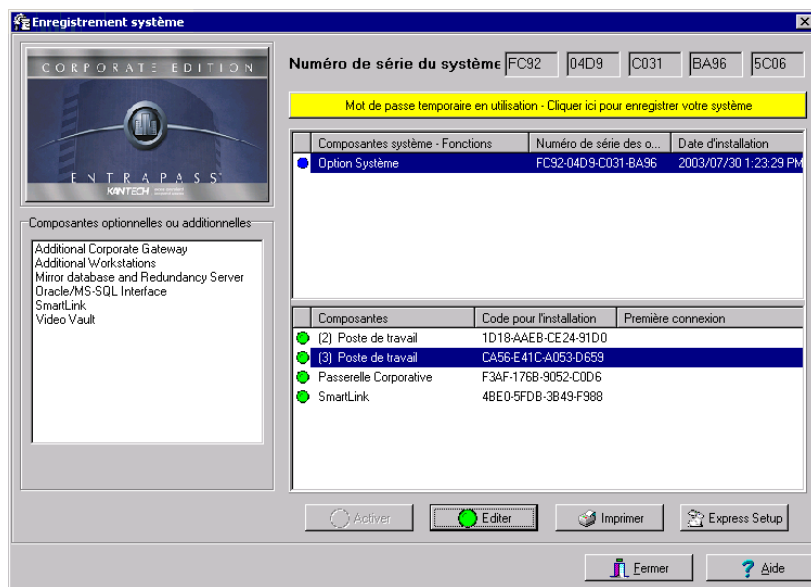 Enregistrement système
CORPORATE EDITION
ENTRAPASS
KANTECH
Numéro de série du système FC92 04D9 C031 BA96 5C06
Mot de passe temporaire en utilisation - Cliquer ici pour enregistrer votre système
Composantes système - Fonctions Numéro de série des o... Date d'installation
Option Système FC92-04D9-C031-BA96 2003/07/30 1:23:29 PM
Composantes optionnelles ou additionnelles
Additional Corporate Gateway
Additional Workstations
Mirror database and Redundancy Server
Oracle/MS-SQL Interface
SmartLink
Video Vault
Composantes Code pour l'installation Première connexion
(2) Poste de travail 1D18-AAEB-CE24-91D0
(3) Poste de travail CA56-E41C-A053-D659
Passerelle Corporative F3AF-176B-9052-C0D6
SmartLink 4BE0-5FDB-3B49-F988
Activer Editer Imprimer Express Setup
Fermer Aide